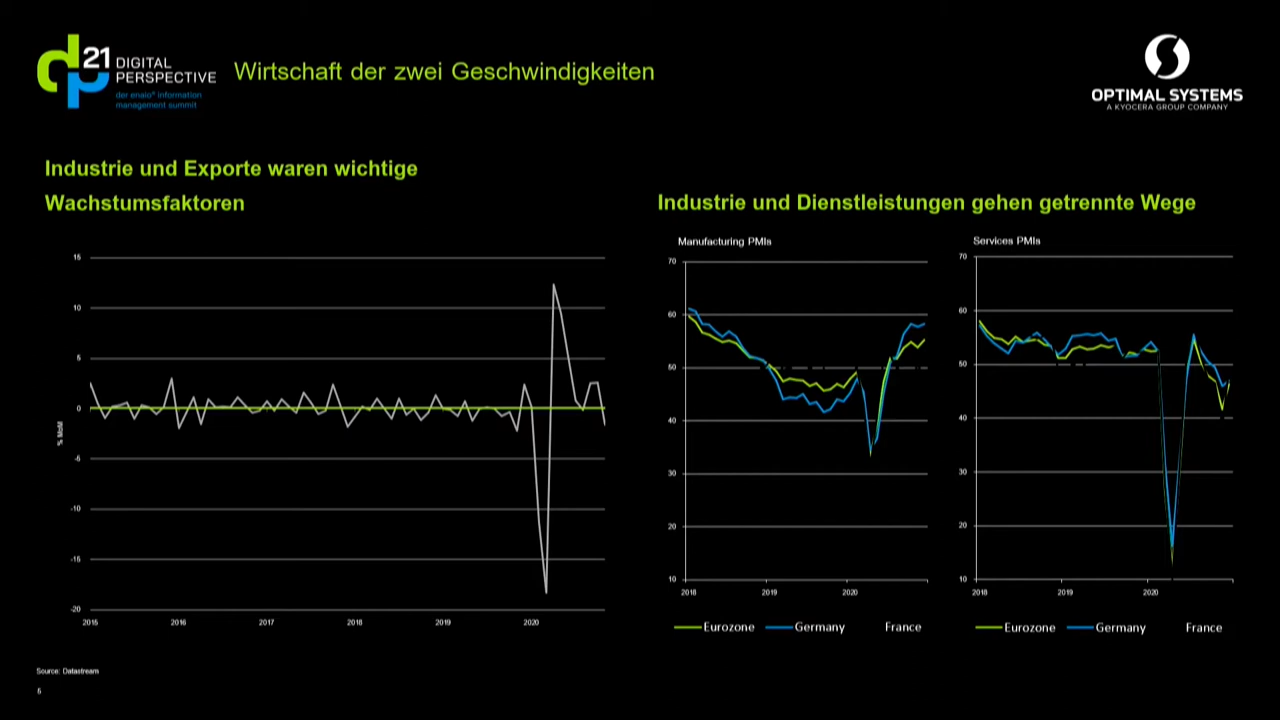 21
DIGITAL
PERSPECTIVE
der enaio® information
management summit
Wirtschaft der zwei Geschwindigkeiten
OPTIMAL SYSTEMS
A KYOCERA GROUP COMPANY
Industrie und Exporte waren wichtige
Wachstumsfaktoren
15
10
5
0
-5
-10
-15
-20
% MoM
2015 2016 2017 2018 2019 2020
Industrie und Dienstleistungen gehen getrennte Wege
Manufacturing PMIs
70
60
50
40
30
20
10
2018 2019 2020
Eurozone Germany France
Services PMIs
70
60
50
40
30
20
10
2018 2019 2020
Eurozone Germany France
Source: Datastream
5